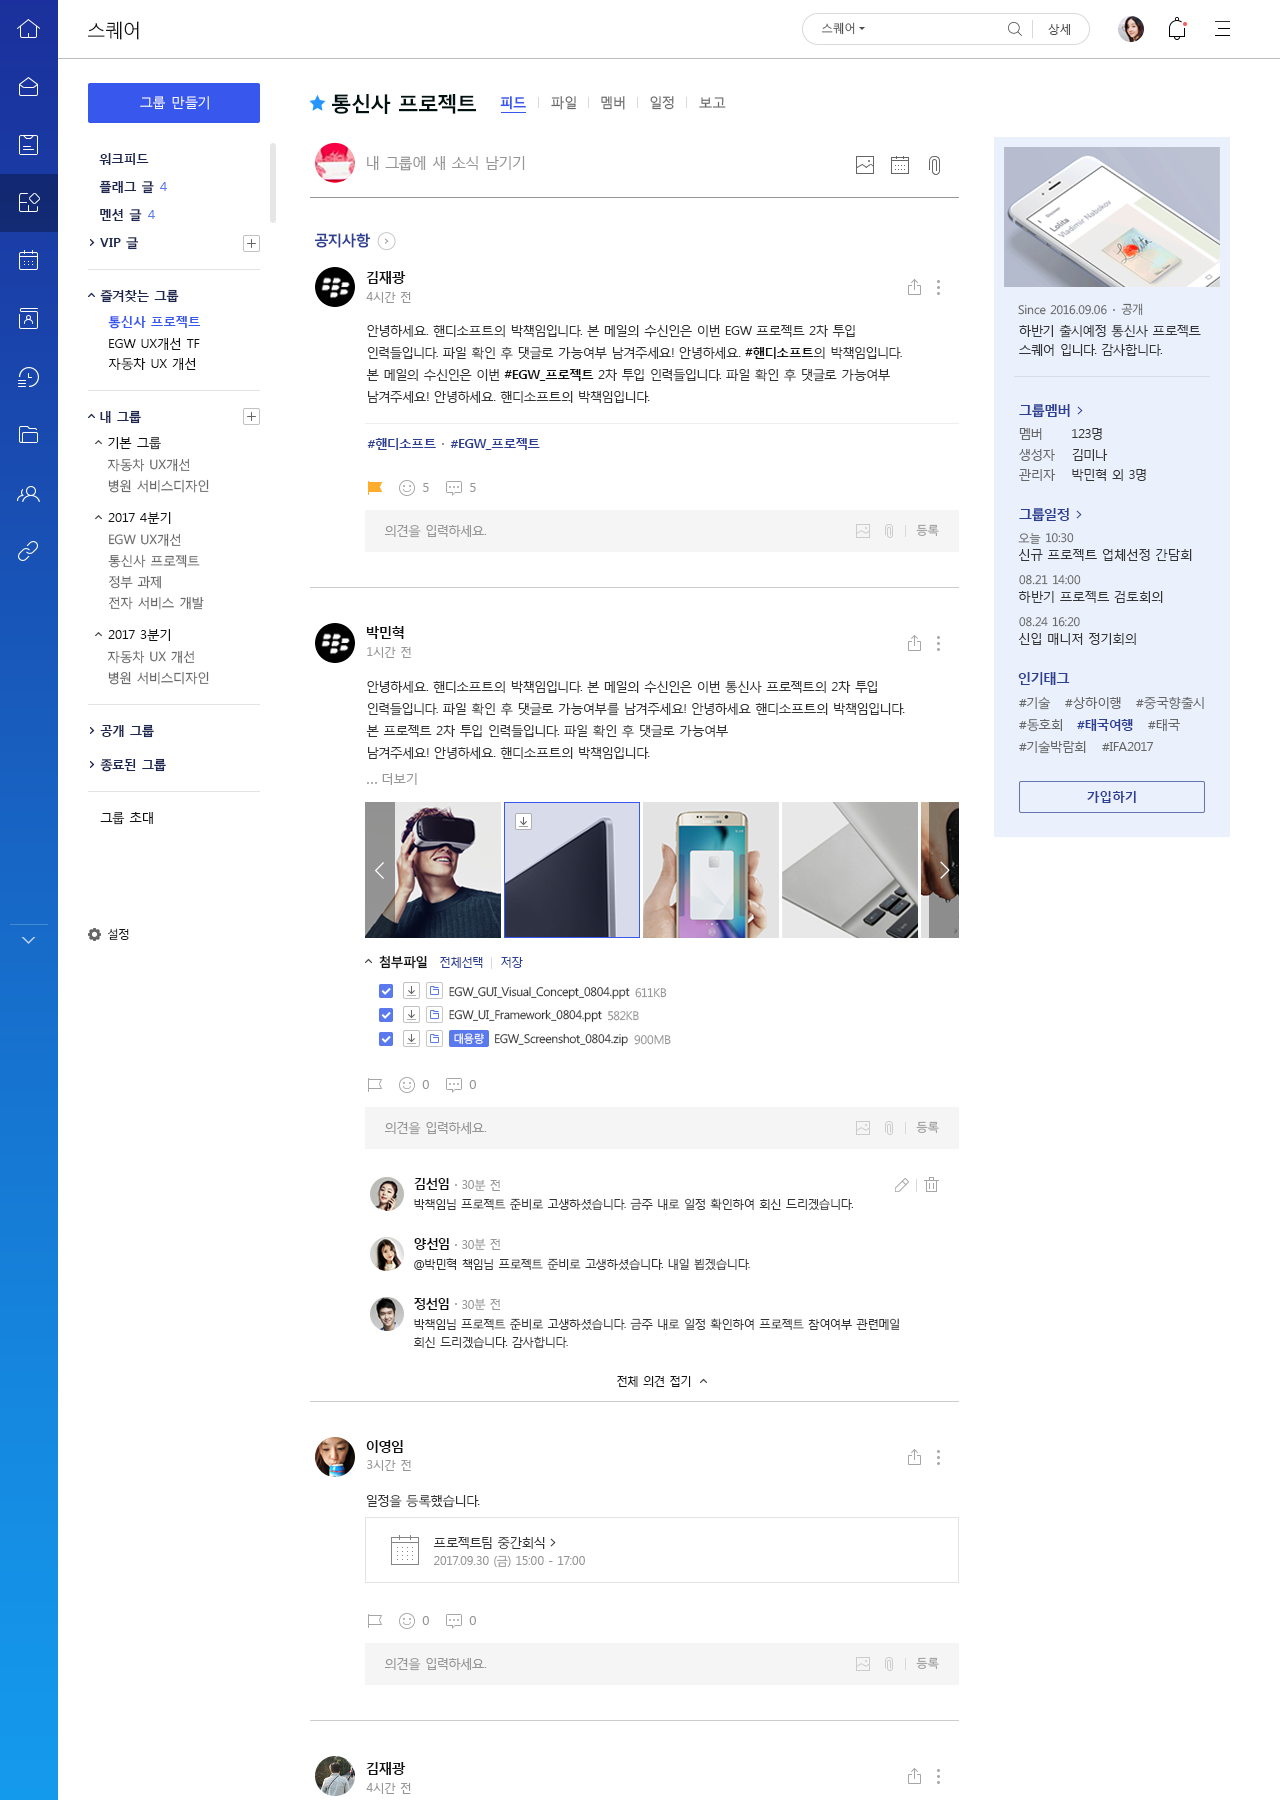 스퀘어
스퀘어
상세
그룹 만들기
워크피드
플래그 글 4
멘션 글 4
VIP 글
즐겨찾는 그룹
통신사 프로젝트
EGW UX개선 TF
자동차 UX 개선
내 그룹
기본 그룹
자동차 UX개선
병원 서비스디자인
2017 4분기
EGW UX개선
통신사 프로젝트
정부 과제
전자 서비스 개발
2017 3분기
자동차 UX 개선
병원 서비스디자인
공개 그룹
종료된 그룹
그룹 초대
설정
통신사 프로젝트
피드 파일 멤버 일정 보고
내 그룹에 새 소식 남기기
공지사항
김재광
4시간 전
안녕하세요. 핸디소프트의 박책임입니다. 본 메일의 수신인은 이번 EGW 프로젝트 2차 투입
인력들입니다. 파일 확인 후 댓글로 가능여부 남겨주세요! 안녕하세요. #핸디소프트의 박책임입니다.
본 메일의 수신인은 이번 #EGW_프로젝트 2차 투입 인력들입니다. 파일 확인 후 댓글로 가능여부
남겨주세요! 안녕하세요. 핸디소프트의 박책임입니다.
#핸디소프트 · #EGW_프로젝트
5 5
의견을 입력하세요.
등록
박민혁
1시간 전
안녕하세요. 핸디소프트의 박책임입니다. 본 메일의 수신인은 이번 통신사 프로젝트의 2차 투입
인력들입니다. 파일 확인 후 댓글로 가능여부를 남겨주세요! 안녕하세요 핸디소프트의 박책임입니다.
본 프로젝트 2차 투입 인력들입니다. 파일 확인 후 댓글로 가능여부
남겨주세요! 안녕하세요. 핸디소프트의 박책임입니다.
... 더보기
첨부파일 전체선택 저장
EGW_GUI_Visual_Concept_0804.ppt 611KB
EGW_UI_Framework_0804.ppt 582KB
대용량 EGW_Screenshot_0804.zip 900MB
0 0
의견을 입력하세요.
등록
김선임 · 30분 전
박책임님 프로젝트 준비로 고생하셨습니다. 금주 내로 일정 확인하여 회신 드리겠습니다.
양선임 · 30분 전
@박민혁 책임님 프로젝트 준비로 고생하셨습니다. 내일 뵙겠습니다.
정선임 · 30분 전
박책임님 프로젝트 준비로 고생하셨습니다. 금주 내로 일정 확인하여 프로젝트 참여여부 관련메일
회신 드리겠습니다. 감사합니다.
전체 의견 접기
이영임
3시간 전
일정을 등록했습니다.
프로젝트팀 중간회식
2017.09.30 (금) 15:00 - 17:00
0 0
의견을 입력하세요.
등록
김재광
4시간 전
Discover
Lolita
Vladimir Nabokov
Since 2016.09.06 · 공개
하반기 출시예정 통신사 프로젝트
스퀘어 입니다. 감사합니다.
그룹멤버
멤버 123명
생성자 김미나
관리자 박민혁 외 3명
그룹일정
오늘 10:30
신규 프로젝트 업체선정 간담회
08.21 14:00
하반기 프로젝트 검토회의
08.24 16:20
신입 매니저 정기회의
인기태그
#기술 #상하이행 #중국향출시
#동호회 #태국여행 #태국
#기술박람회 #IFA2017
가입하기